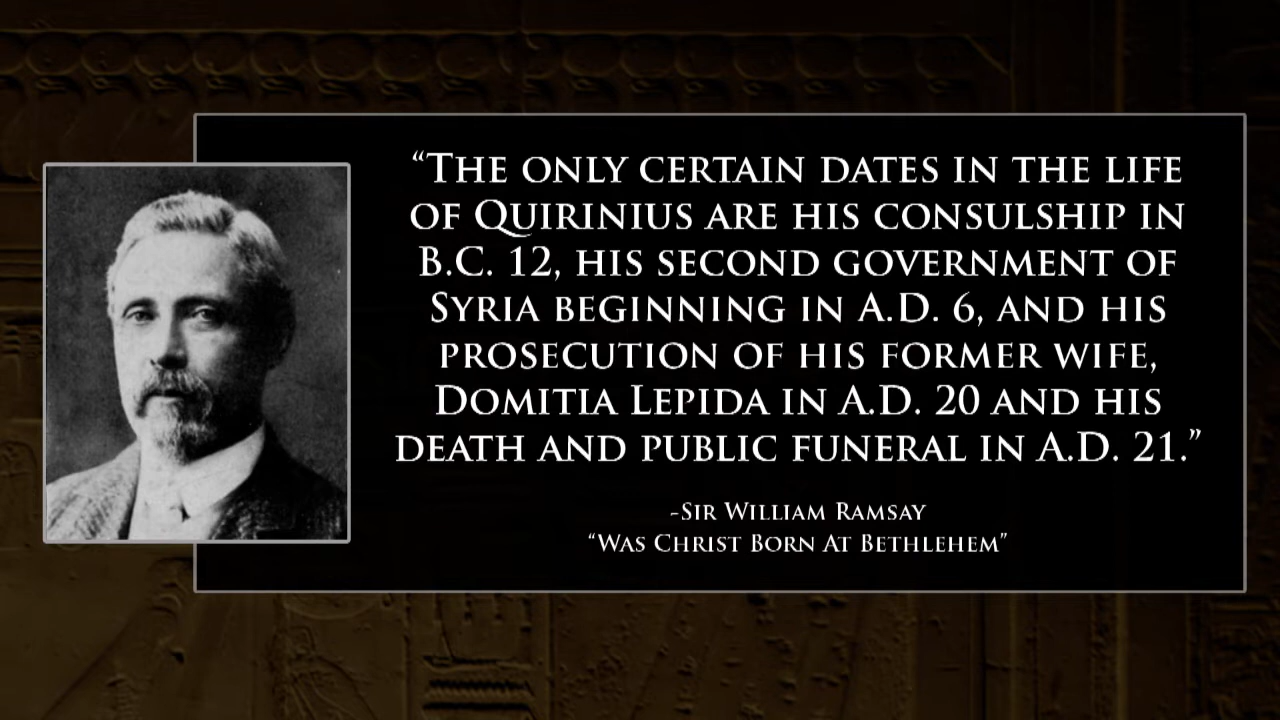 “The only certain dates in the life
of Quirinius are his consulship in
B.C. 12, his second government of
Syria beginning in A.D. 6, and his
prosecution of his former wife,
Domitia Lepida in A.D. 20 and his
death and public funeral in A.D. 21.”
-Sir William Ramsay
“Was Christ Born At Bethlehem”